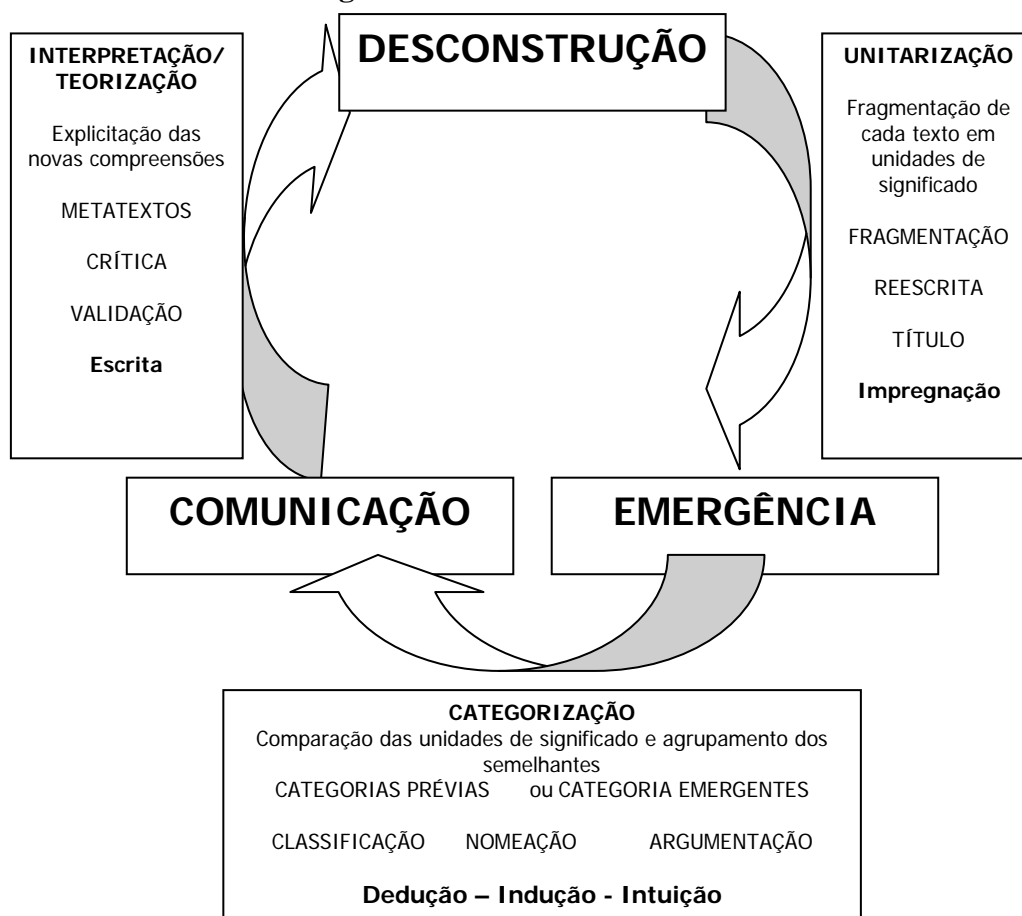 DESCONSTRUÇÃO
INTERPRETAÇÃO/
TEORIZAÇÃO
Explicitação das
novas compreensões
METATEXTOS
CRÍTICA
VALIDAÇÃO
Escrita
UNITARIZAÇÃO
Fragmentação de
cada texto em
unidades de
significado
FRAGMENTAÇÃO
REESCRITA
TÍTULO
Impregnação
COMUNICAÇÃO
EMERGÊNCIA
CATEGORIZAÇÃO
Comparação das unidades de significado e agrupamento dos
semelhantes
CATEGORIAS PRÉVIAS ou CATEGORIA EMERGENTES
CLASSIFICAÇÃO NOMEAÇÃO ARGUMENTAÇÃO
Dedução – Indução - Intuição